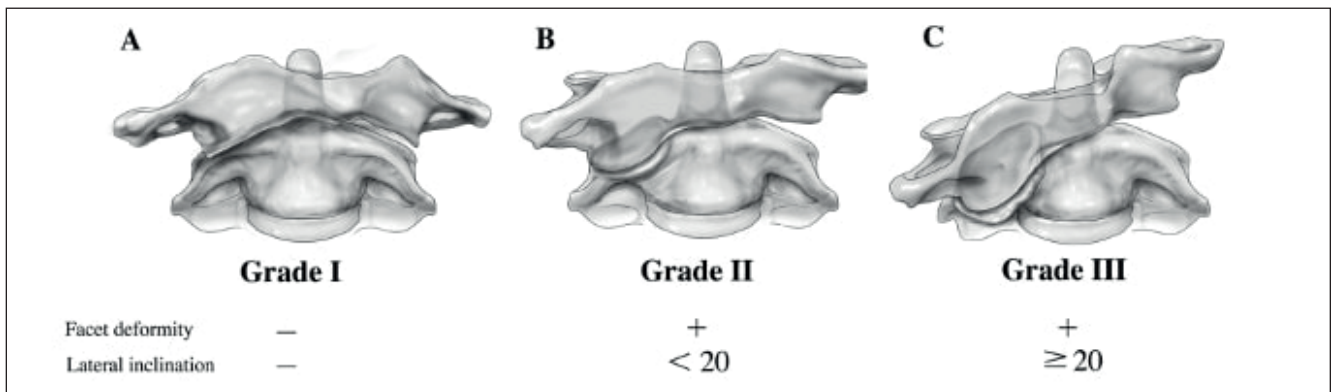 A B C
Grade I Grade II Grade III
Facet deformity – + +
Lateral inclination – < 20 ≥ 20